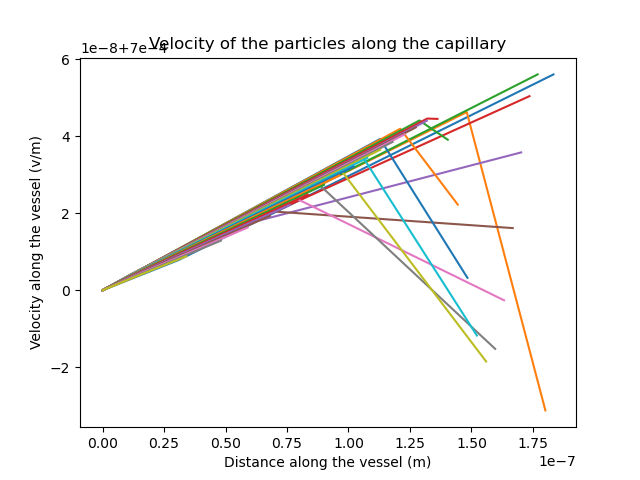 Velocity of the particles along the capillary
1e−8+7e−4
6
4
2
0
−2
Velocity along the vessel (v/m)
0.00 0.25 0.50 0.75 1.00 1.25 1.50 1.75
1e−7
Distance along the vessel (m)